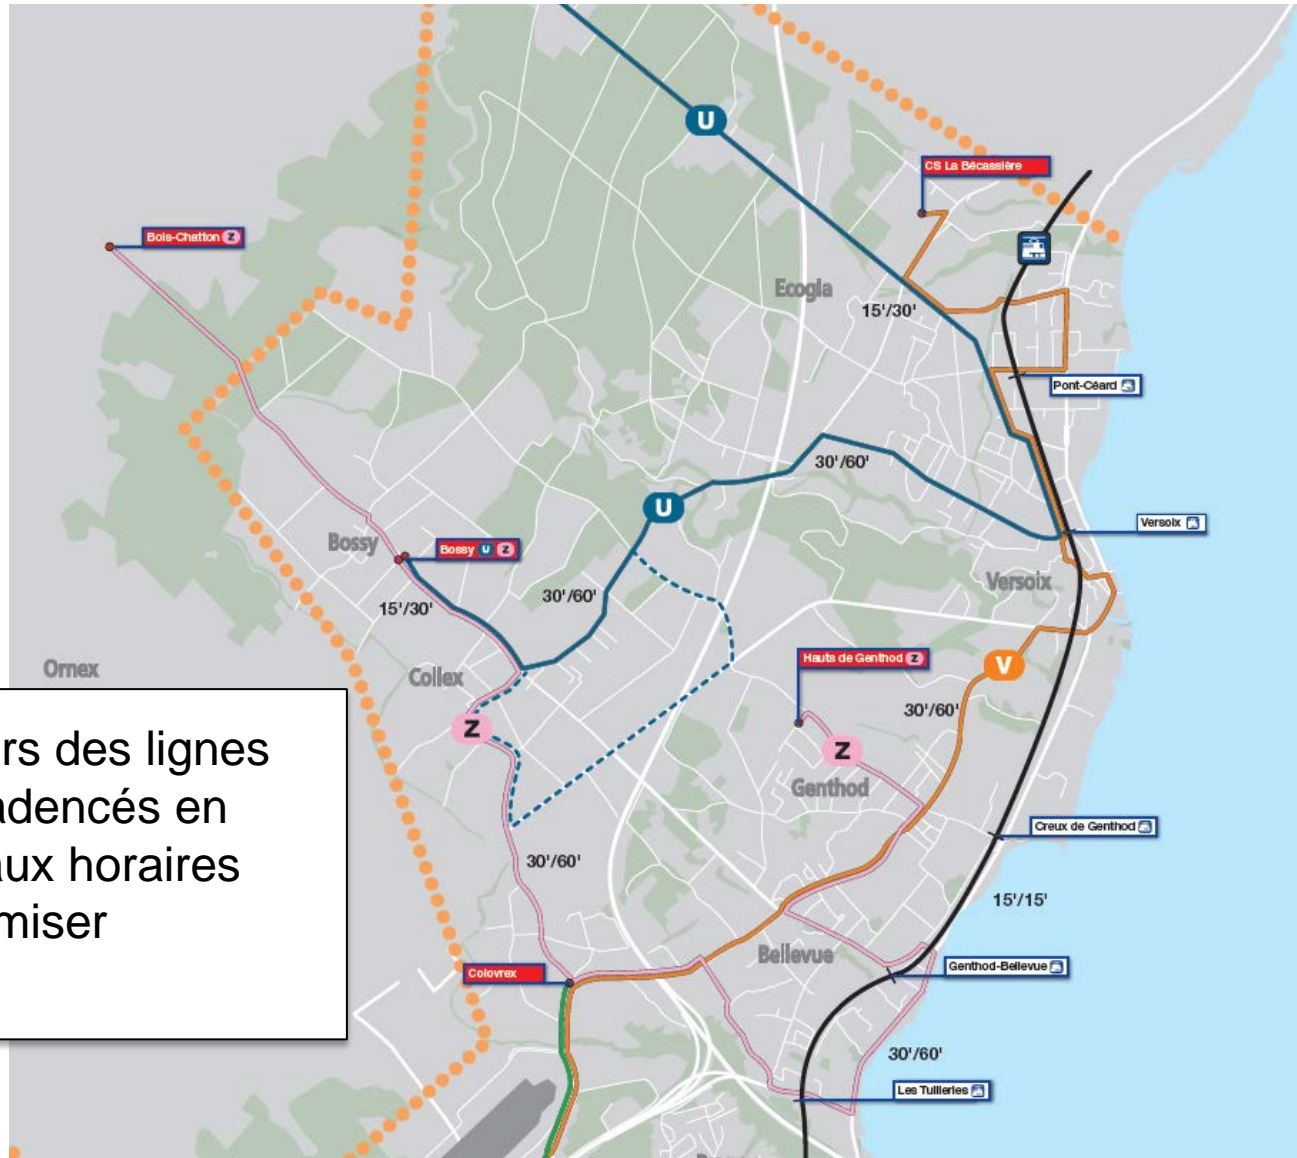 U
CS La Bécassière
Bois-Chatton Z
Ecogia
15'/30'
Pont-Céard
30'/60'
U
Versoix
Bossy
Bossy U Z
15'/30'
30'/60'
Versoix
Ornex
Collex
Hauts de Genthod Z
V
30'/60'
Z
Z
Genthod
rs des lignes
adencés en
aux horaires
miser
Creux de Genthod
30'/60'
15'/15'
Bellevue
Colovrex
Genthod-Bellevue
30'/60'
Les Tuileries